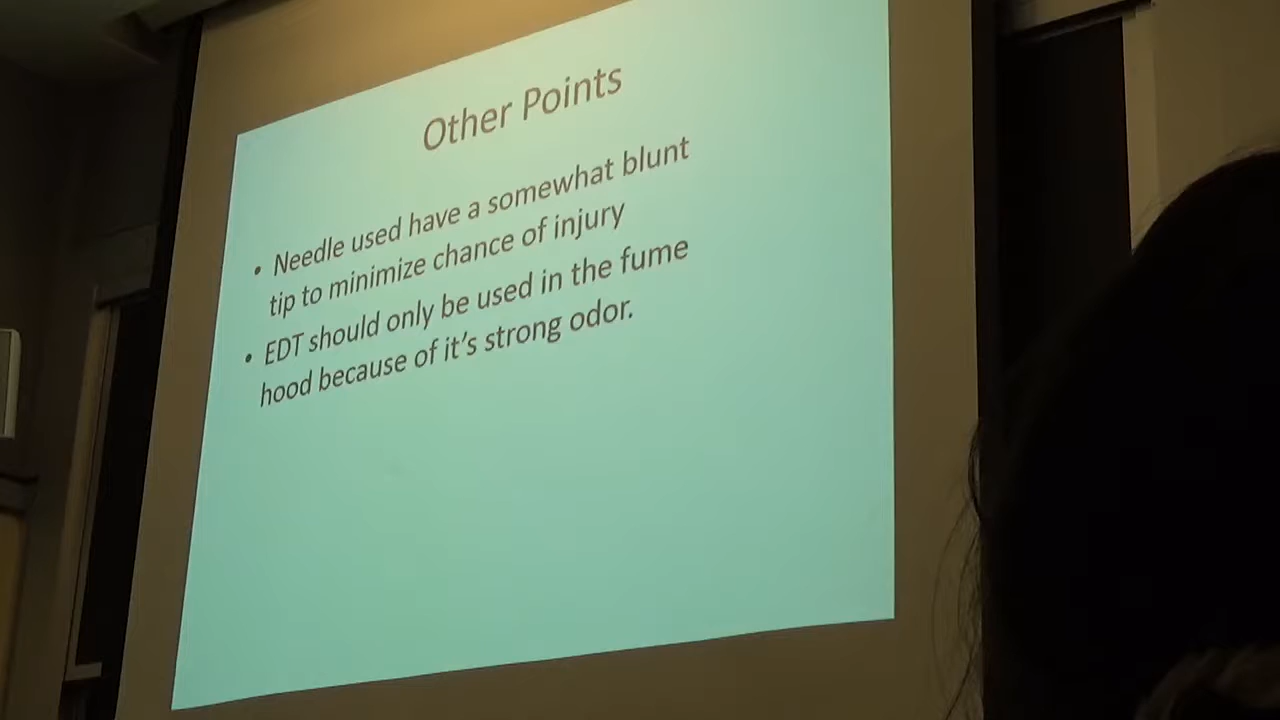 Other Points
• Needle used have a somewhat blunt
tip to minimize chance of injury
• EDT should only be used in the fume
hood because of it's strong odor.